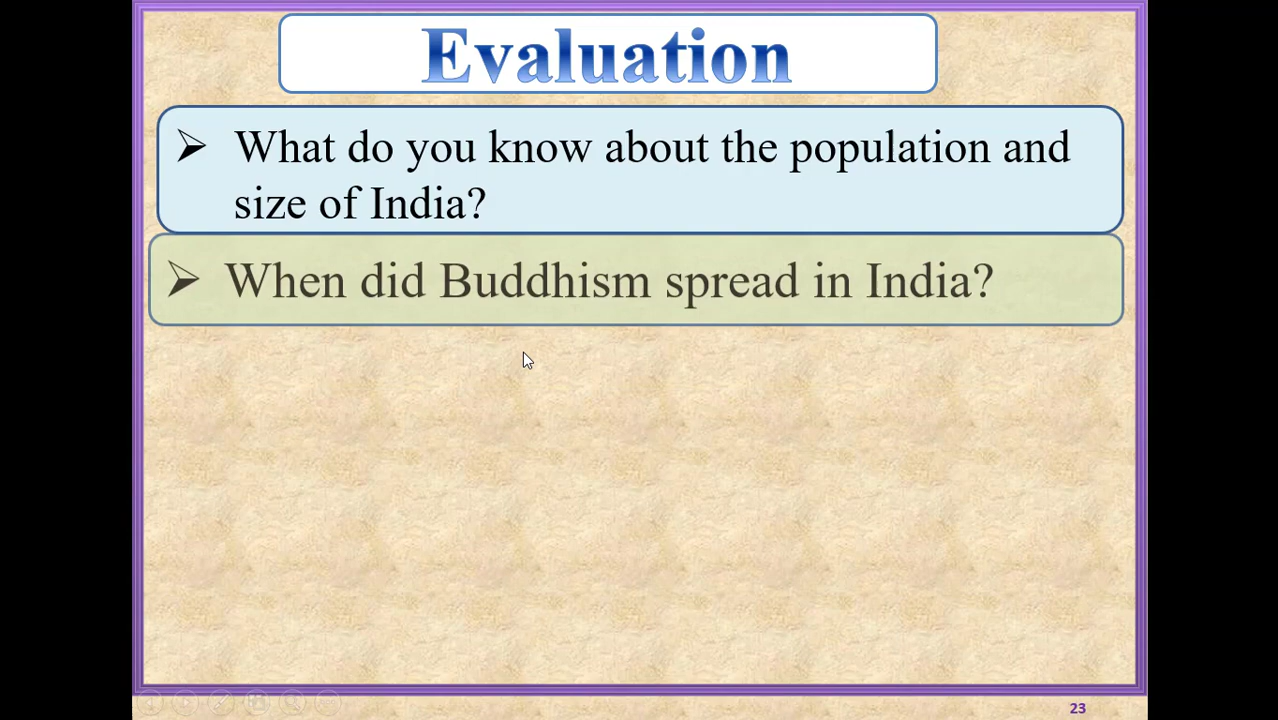 Evaluation
➢ What do you know about the population and
size of India?
➢ When did Buddhism spread in India?
23